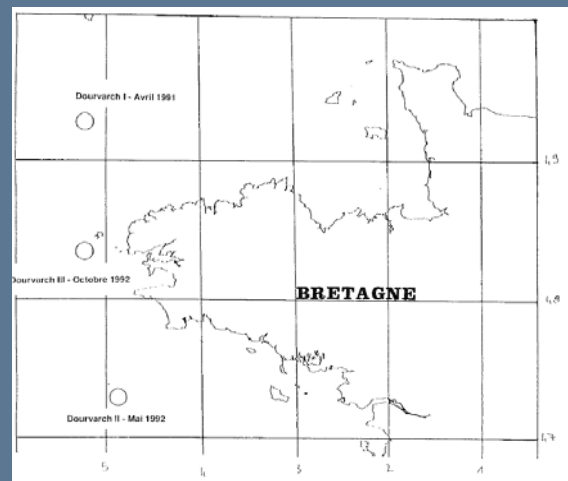 Dourvarch I - Avril 1991
49
Dourvarch III - Octobre 1992
BRETAGNE
48
Dourvarch II - Mai 1992
47
5
4
3
2
1